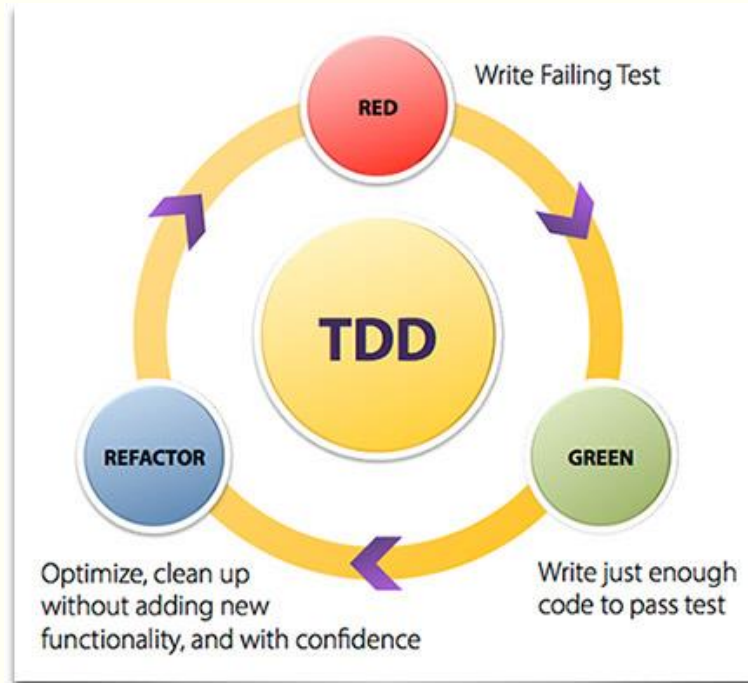 RED
Write Failing Test
TDD
REFACTOR
GREEN
Optimize, clean up
without adding new
functionality, and with confidence
Write just enough
code to pass test